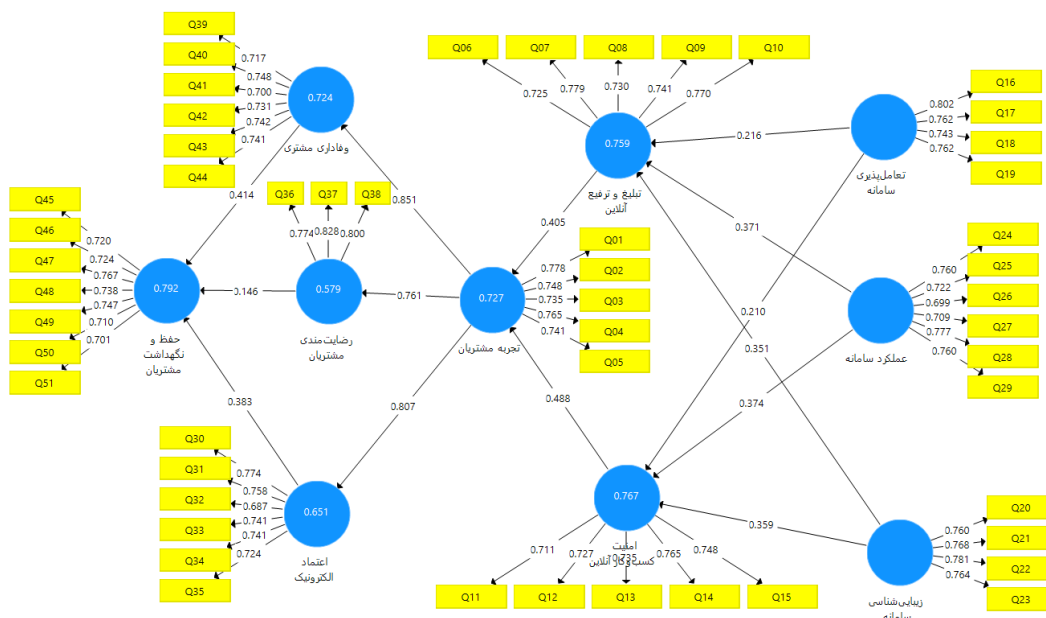 Q39
Q40
Q41
Q42
Q43
Q44
0.717
0.748
0.700
0.731
0.742
0.741
0.724
وفاداری مشتری
Q06
Q07
Q08
Q09
Q10
0.725
0.779
0.730
0.741
0.770
0.759
تبلیغ و ترفیع
آنلاین
Q16
Q17
Q18
Q19
0.802
0.762
0.743
0.762
تعامل‌پذیری
سامانه
0.216
0.414
0.851
0.405
0.371
Q36
Q37
Q38
0.774
0.828
0.800
0.579
رضایت‌مندی
مشتریان
Q45
Q46
Q47
Q48
Q49
Q50
Q51
0.720
0.724
0.767
0.738
0.747
0.710
0.701
0.792
حفظ و
نگهداشت
مشتریان
0.146
0.761
0.727
تجربه مشتریان
Q01
Q02
Q03
Q04
Q05
0.778
0.748
0.735
0.765
0.741
0.210
0.351
Q24
Q25
Q26
Q27
Q28
Q29
0.760
0.722
0.699
0.709
0.777
0.760
عملکرد سامانه
0.383
0.807
0.488
0.374
Q30
Q31
Q32
Q33
Q34
Q35
0.774
0.758
0.687
0.741
0.741
0.724
0.651
اعتماد
الکترونیک
0.767
امنیت
کسب‌وکار آنلاین
0.711
0.727
0.735
0.765
0.748
Q11
Q12
Q13
Q14
Q15
0.359
Q20
Q21
Q22
Q23
0.760
0.768
0.781
0.764
زیبایی‌شناسی
سامانه